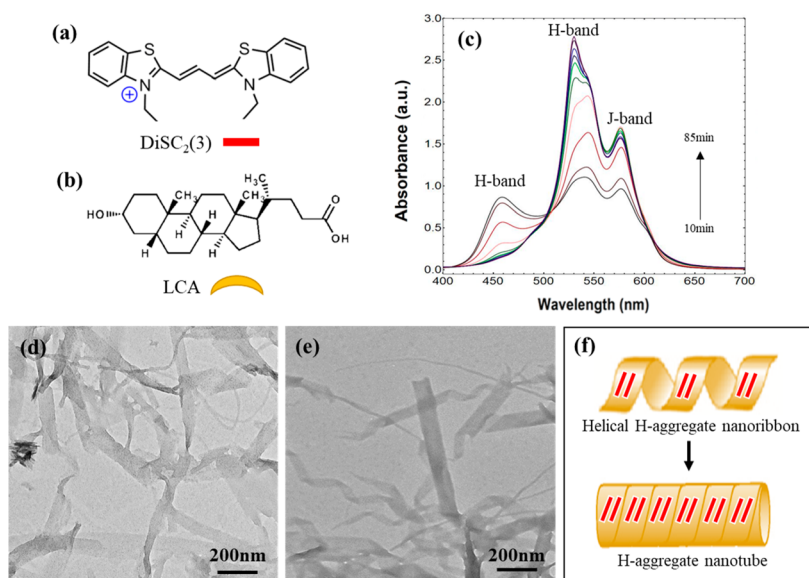 (a)
S
S
N
N
⊕
DiSC₂(3)
(b)
H₃C
CH₃
CH₃
O
HO
H
H
H
H
OH
LCA
(c)
3.0
2.5
2.0
1.5
1.0
0.5
0.0
Absorbance (a.u.)
H-band
J-band
H-band
85min
10min
400
450
500
550
600
650
700
Wavelength (nm)
(d)
200nm
(e)
200nm
(f)
Helical H-aggregate nanoribbon
H-aggregate nanotube